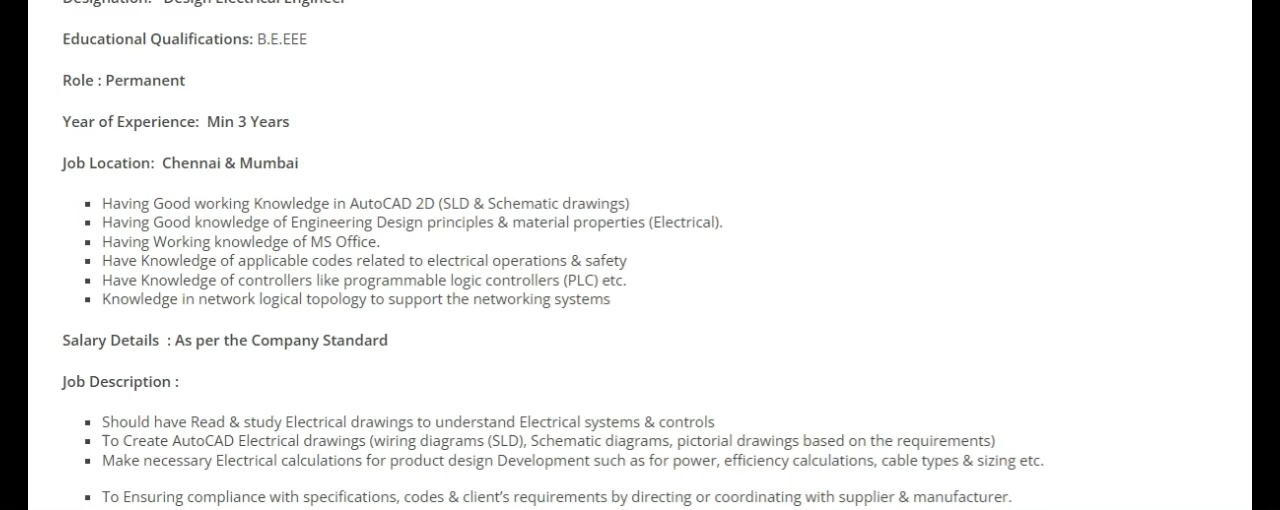 Designation: Design Electrical Engineer
Educational Qualifications: B.E.EEE
Role : Permanent
Year of Experience: Min 3 Years
Job Location: Chennai & Mumbai
▪ Having Good working Knowledge in AutoCAD 2D (SLD & Schematic drawings)
▪ Having Good knowledge of Engineering Design principles & material properties (Electrical).
▪ Having Working knowledge of MS Office.
▪ Have Knowledge of applicable codes related to electrical operations & safety
▪ Have Knowledge of controllers like programmable logic controllers (PLC) etc.
▪ Knowledge in network logical topology to support the networking systems
Salary Details : As per the Company Standard
Job Description :
▪ Should have Read & study Electrical drawings to understand Electrical systems & controls
▪ To Create AutoCAD Electrical drawings (wiring diagrams (SLD), Schematic diagrams, pictorial drawings based on the requirements)
▪ Make necessary Electrical calculations for product design Development such as for power, efficiency calculations, cable types & sizing etc.
▪ To Ensuring compliance with specifications, codes & client's requirements by directing or coordinating with supplier & manufacturer.